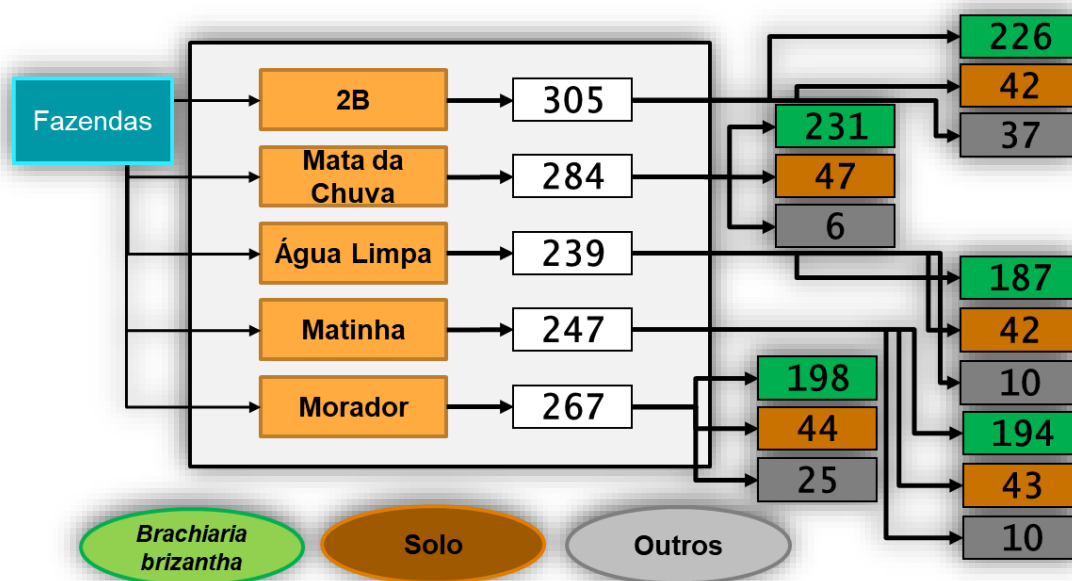 Fazendas
2B
305
226
42
37
Mata da
Chuva
284
231
47
6
Água Limpa
239
187
42
10
Matinha
247
194
43
10
Morador
267
198
44
25
Brachiaria
brizantha
Solo
Outros